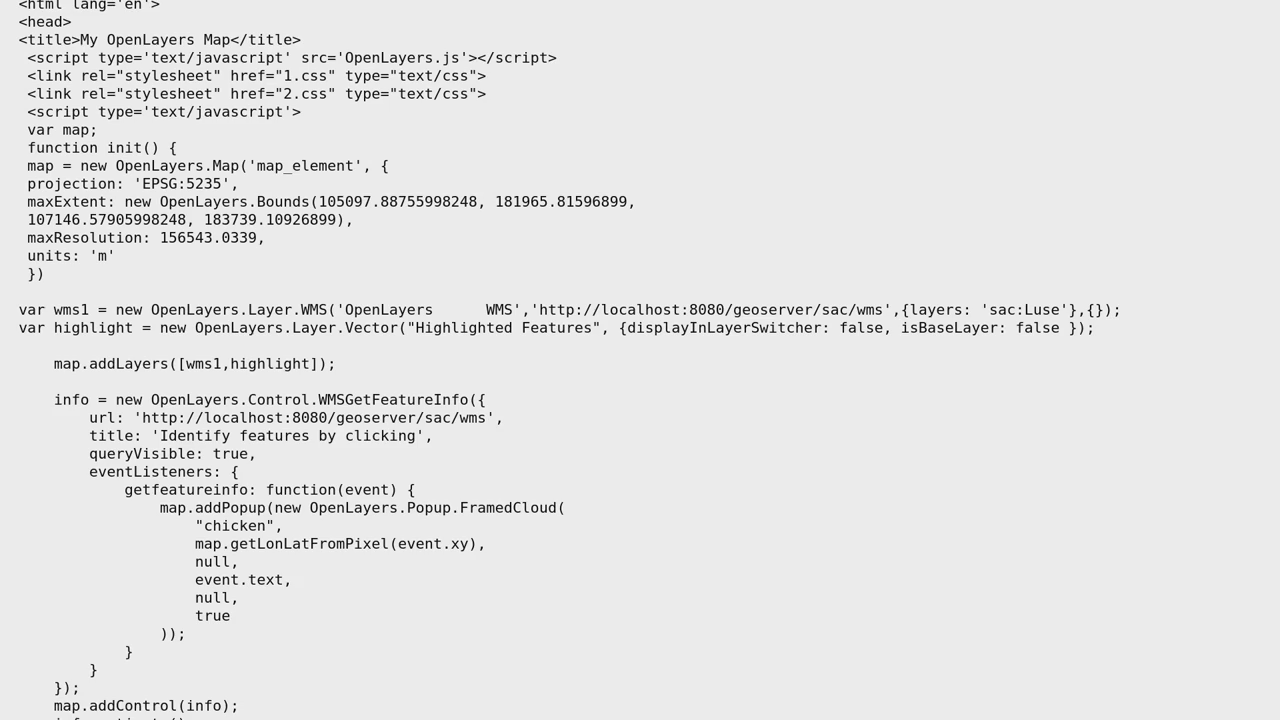 <html lang='en'>
<head>
<title>My OpenLayers Map</title>
<script type='text/javascript' src='OpenLayers.js'></script>
<link rel="stylesheet" href="1.css" type="text/css">
<link rel="stylesheet" href="2.css" type="text/css">
<script type='text/javascript'>
var map;
function init() {
map = new OpenLayers.Map('map_element', {
projection: 'EPSG:5235',
maxExtent: new OpenLayers.Bounds(105097.88755998248, 181965.81596899,
107146.57905998248, 183739.10926899),
maxResolution: 156543.0339,
units: 'm'
})
var wms1 = new OpenLayers.Layer.WMS('OpenLayers      WMS','http://localhost:8080/geoserver/sac/wms',{layers: 'sac:Luse'},{});
var highlight = new OpenLayers.Layer.Vector("Highlighted Features", {displayInLayerSwitcher: false, isBaseLayer: false });
map.addLayers([wms1,highlight]);
info = new OpenLayers.Control.WMSGetFeatureInfo({
url: 'http://localhost:8080/geoserver/sac/wms',
title: 'Identify features by clicking',
queryVisible: true,
eventListeners: {
getfeatureinfo: function(event) {
map.addPopup(new OpenLayers.Popup.FramedCloud(
"chicken",
map.getLonLatFromPixel(event.xy),
null,
event.text,
null,
true
));
}
}
});
map.addControl(info);